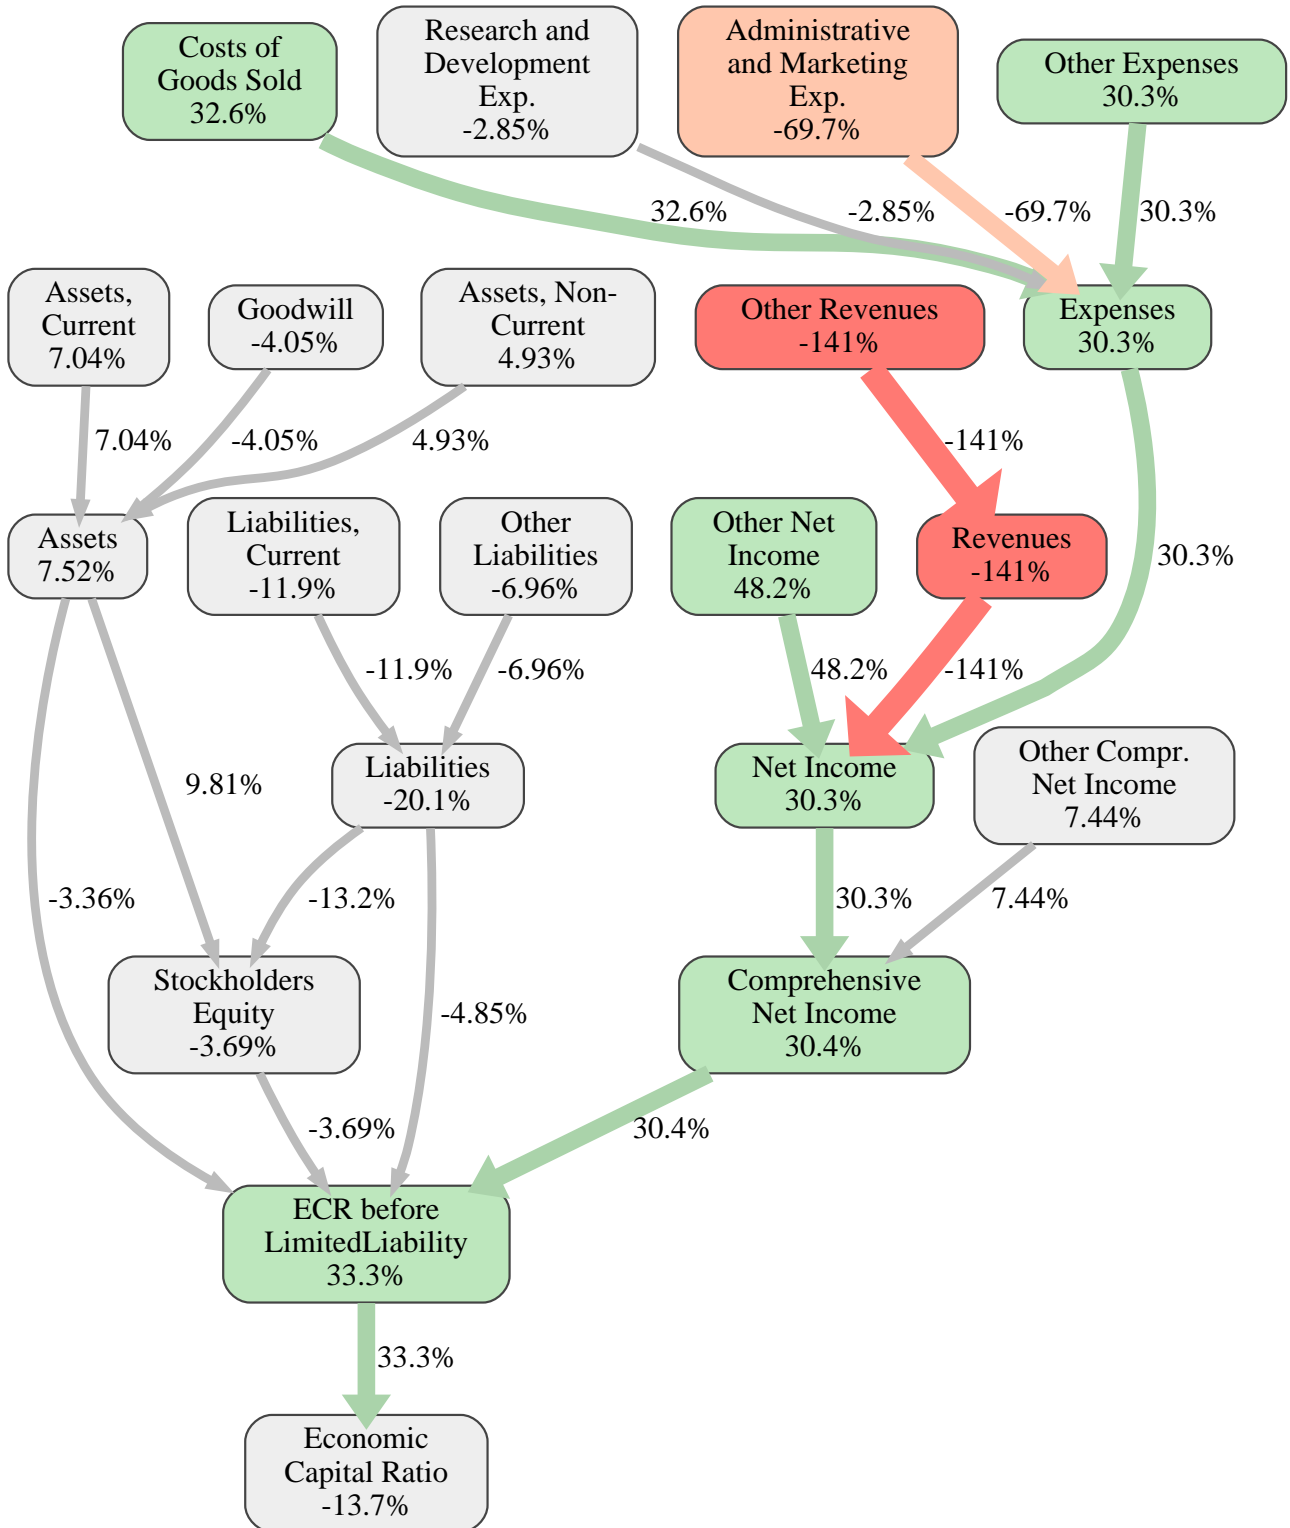 Costs of
Goods Sold
32.6%
Research and
Development
Exp.
-2.85%
Administrative
and Marketing
Exp.
-69.7%
Other Expenses
30.3%
32.6%
-2.85%
-69.7%
30.3%
Assets,
Current
7.04%
Goodwill
-4.05%
Assets, Non-
Current
4.93%
Other Revenues
-141%
Expenses
30.3%
7.04%
-4.05%
4.93%
-141%
Assets
7.52%
Liabilities,
Current
-11.9%
Other
Liabilities
-6.96%
Other Net
Income
48.2%
Revenues
-141%
30.3%
-11.9%
-6.96%
48.2%
-141%
9.81%
Liabilities
-20.1%
Net Income
30.3%
Other Compr.
Net Income
7.44%
-3.36%
-13.2%
30.3%
7.44%
Stockholders
Equity
-3.69%
-4.85%
Comprehensive
Net Income
30.4%
-3.69%
30.4%
ECR before
LimitedLiability
33.3%
33.3%
Economic
Capital Ratio
-13.7%